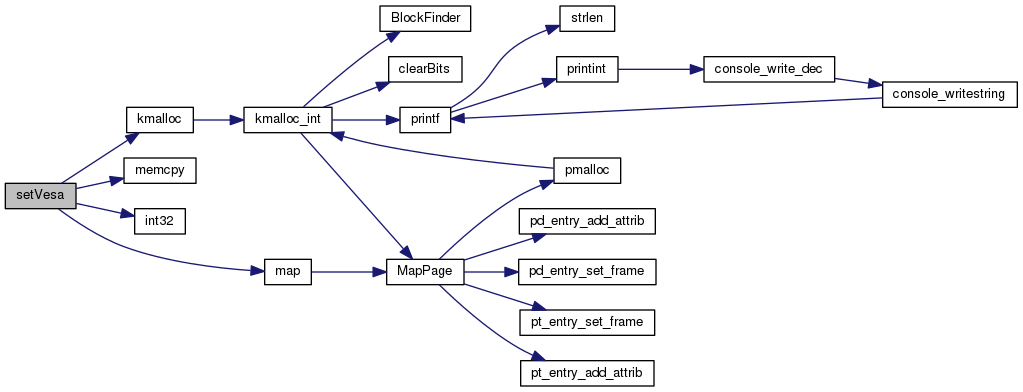 BlockFinder
strlen
clearBits
printint
console_write_dec
console_writestring
kmalloc
kmalloc_int
printf
memcpy
pmalloc
setVesa
int32
pd_entry_add_attrib
map
MapPage
pd_entry_set_frame
pt_entry_set_frame
pt_entry_add_attrib